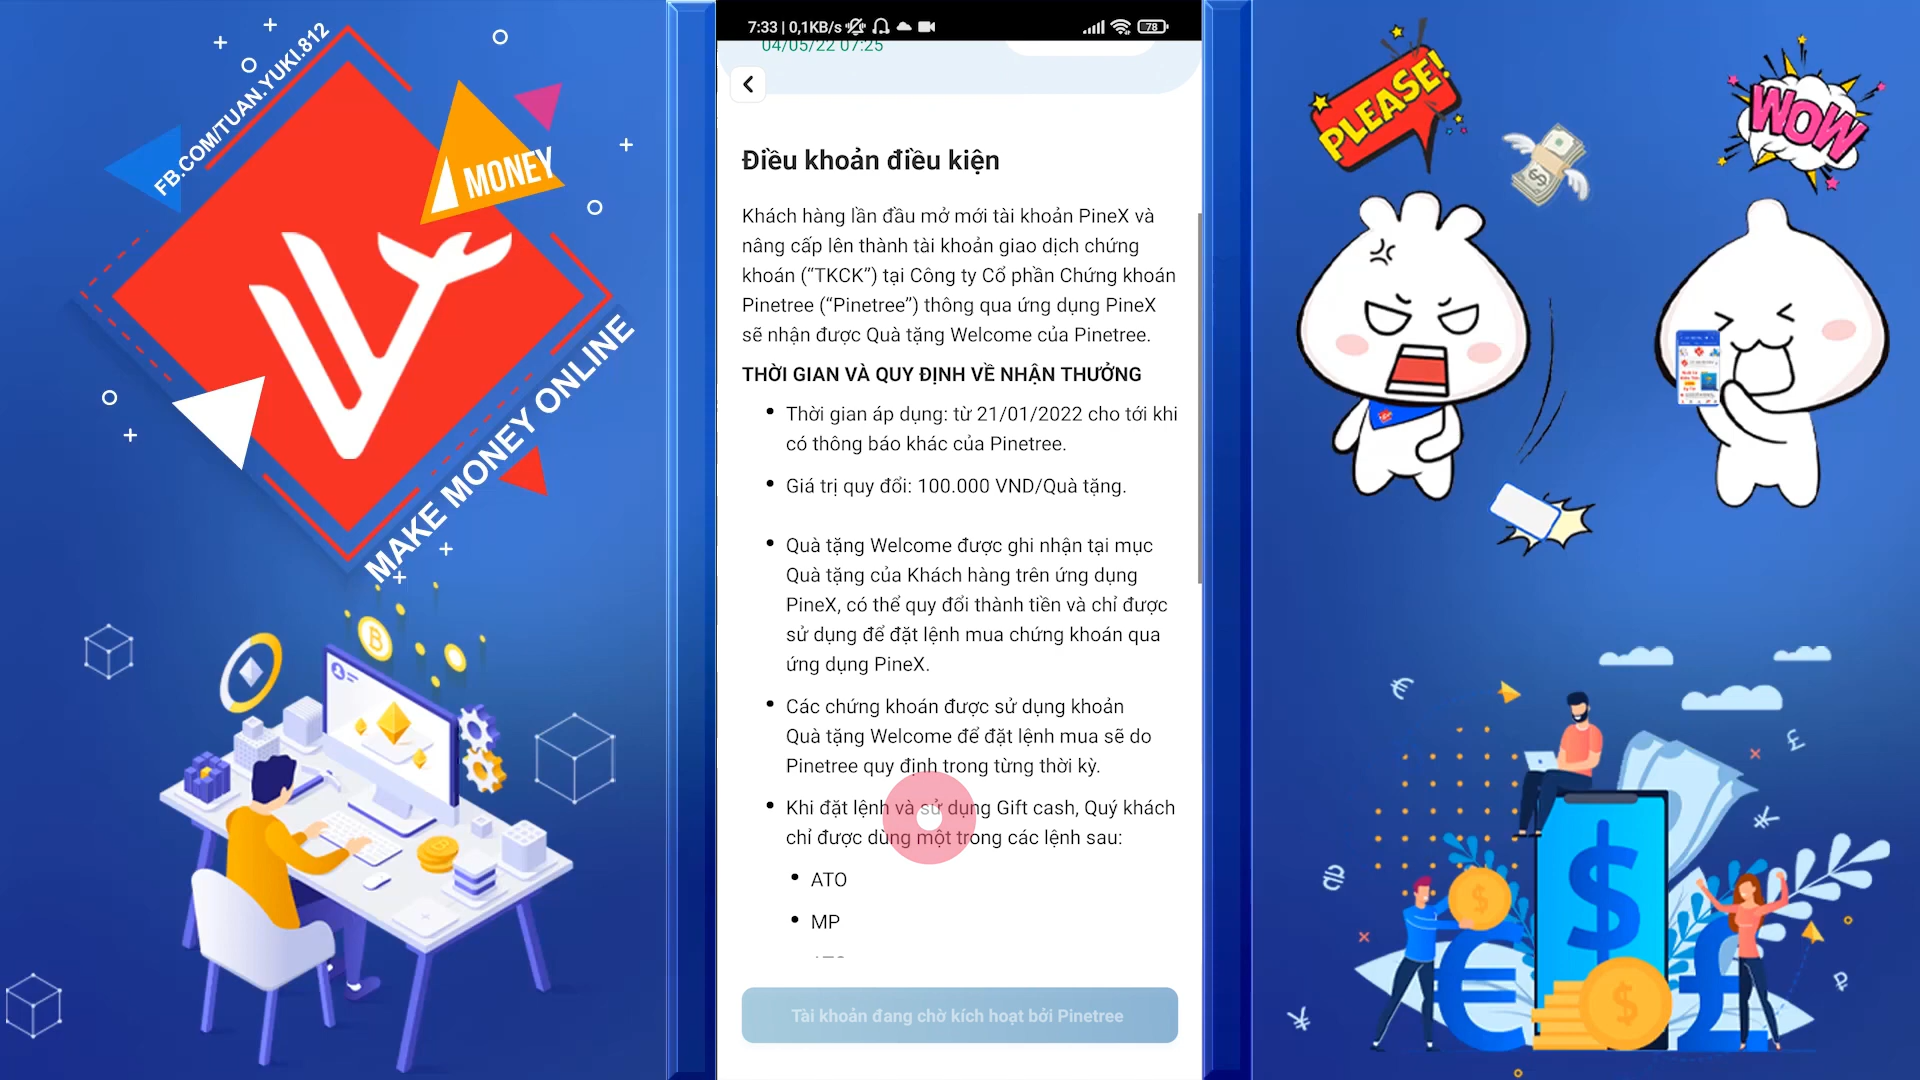 FB.COM/TUAN.YUKI.812
MONEY
MAKE MONEY ONLINE
7:33 | 0,1KB/s
78
04/05/22 07:25
Điều khoản điều kiện
Khách hàng lần đầu mở mới tài khoản PineX và
nâng cấp lên thành tài khoản giao dịch chứng
khoán (“TKCK”) tại Công ty Cổ phần Chứng khoán
Pinetree (“Pinetree”) thông qua ứng dụng PineX
sẽ nhận được Quà tặng Welcome của Pinetree.
THỜI GIAN VÀ QUY ĐỊNH VỀ NHẬN THƯỞNG
• Thời gian áp dụng: từ 21/01/2022 cho tới khi
có thông báo khác của Pinetree.
• Giá trị quy đổi: 100.000 VND/Quà tặng.
• Quà tặng Welcome được ghi nhận tại mục
Quà tặng của Khách hàng trên ứng dụng
PineX, có thể quy đổi thành tiền và chỉ được
sử dụng để đặt lệnh mua chứng khoán qua
ứng dụng PineX.
• Các chứng khoán được sử dụng khoản
Quà tặng Welcome để đặt lệnh mua sẽ do
Pinetree quy định trong từng thời kỳ.
• Khi đặt lệnh và sử dụng Gift cash, Quý khách
chỉ được dùng một trong các lệnh sau:
• ATO
• MP
Tài khoản đang chờ kích hoạt bởi Pinetree
PLEASE!
WOW